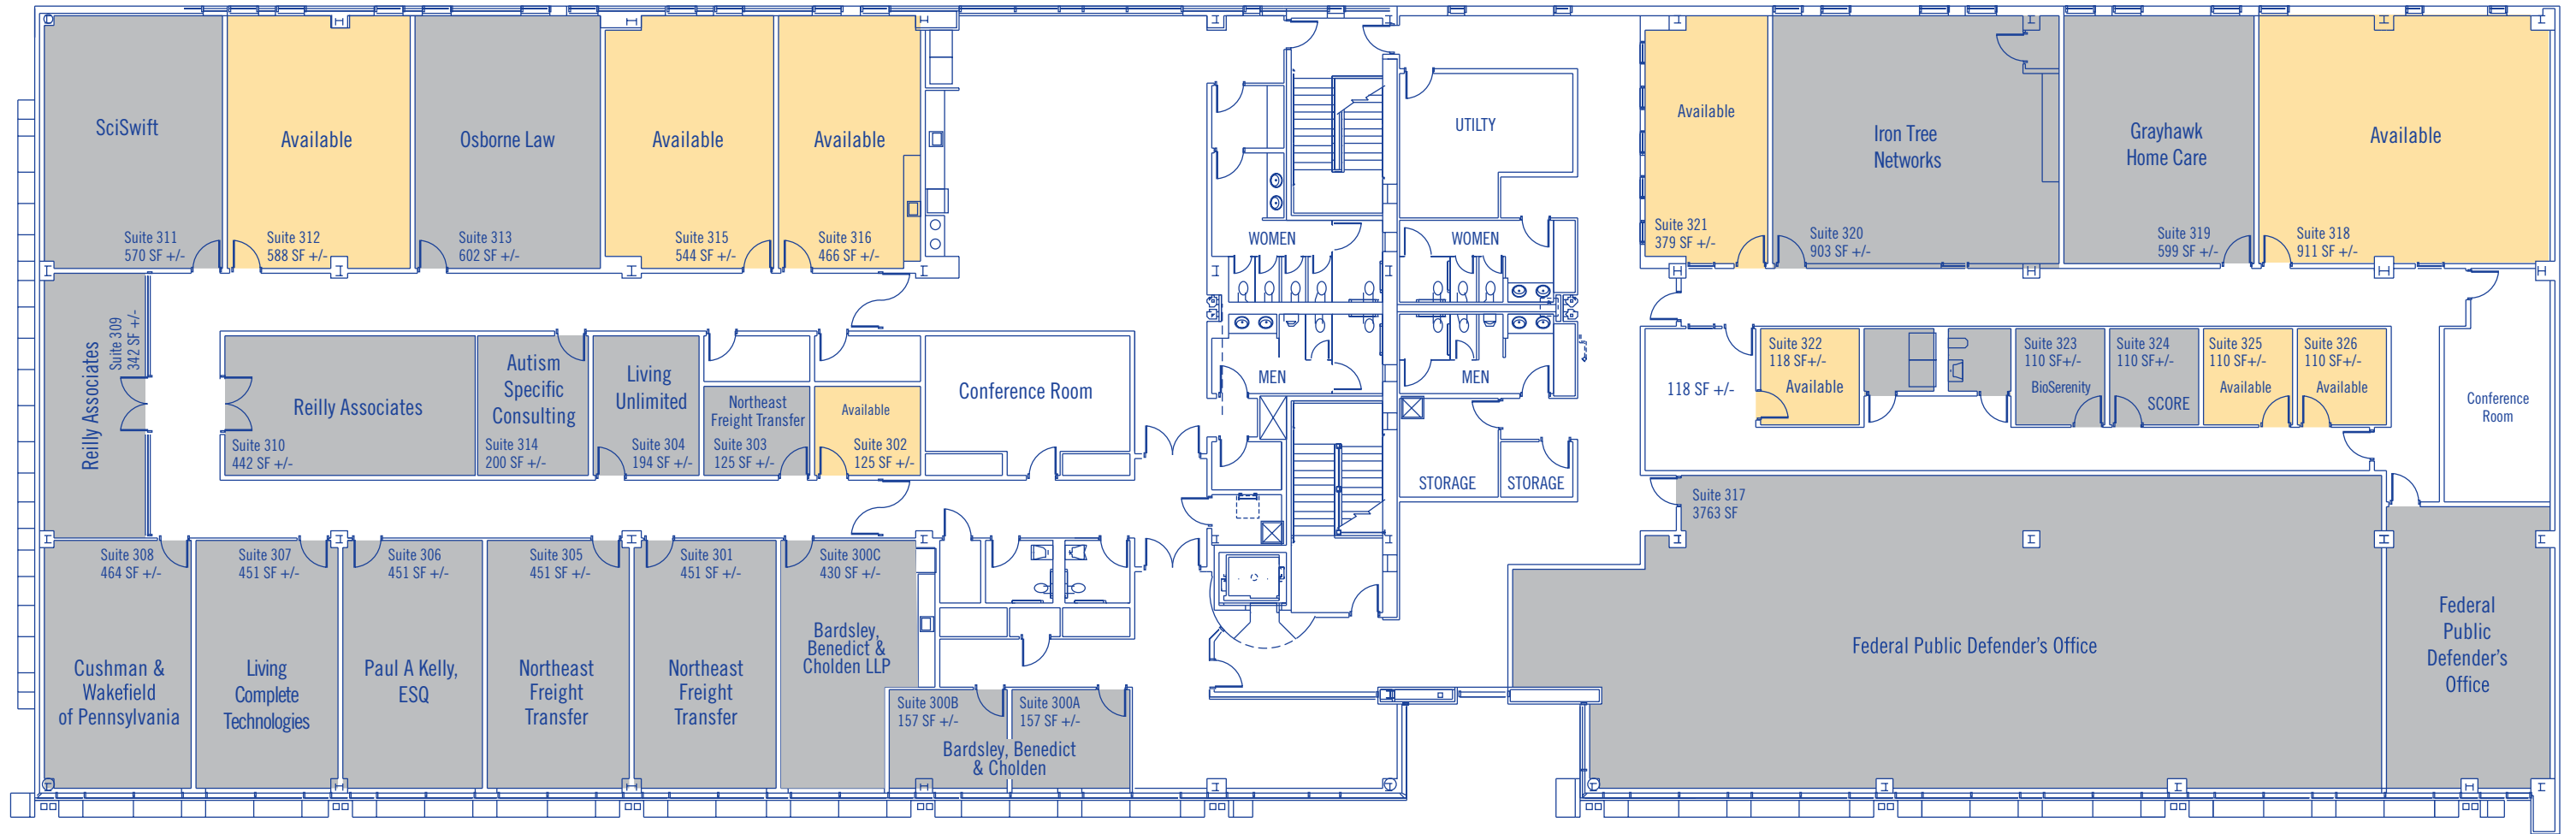 SciSwift
Suite 311
570 SF +/-
Available
Suite 312
588 SF +/-
Osborne Law
Suite 313
602 SF +/-
Available
Suite 315
544 SF +/-
Available
Suite 316
466 SF +/-
WOMEN
UTILTY
WOMEN
Available
Suite 321
379 SF +/-
Iron Tree
Networks
Suite 320
903 SF +/-
Grayhawk
Home Care
Suite 319
599 SF +/-
Available
Suite 318
911 SF +/-
Reilly Associates
Suite 309
342 SF +/-
Reilly Associates
Suite 310
442 SF +/-
Autism
Specific
Consulting
Suite 314
200 SF +/-
Living
Unlimited
Suite 304
194 SF +/-
Northeast
Freight Transfer
Suite 303
125 SF +/-
Available
Suite 302
125 SF +/-
Conference Room
MEN
MEN
STORAGE
STORAGE
118 SF +/-
Suite 322
118 SF+/-
Available
Suite 323
110 SF+/-
BioSerenity
Suite 324
110 SF+/-
SCORE
Suite 325
110 SF+/-
Available
Suite 326
110 SF+/-
Available
Conference
Room
Suite 308
464 SF +/-
Cushman &
Wakefield
of Pennsylvania
Suite 307
451 SF +/-
Living
Complete
Technologies
Suite 306
451 SF +/-
Paul A Kelly,
ESQ
Suite 305
451 SF +/-
Northeast
Freight
Transfer
Suite 301
451 SF +/-
Northeast
Freight
Transfer
Suite 300C
430 SF +/-
Bardsley,
Benedict &
Cholden LLP
Suite 300B
157 SF +/-
Suite 300A
157 SF +/-
Bardsley, Benedict
& Cholden
Suite 317
3763 SF
Federal Public Defender's Office
Federal
Public
Defender's
Office